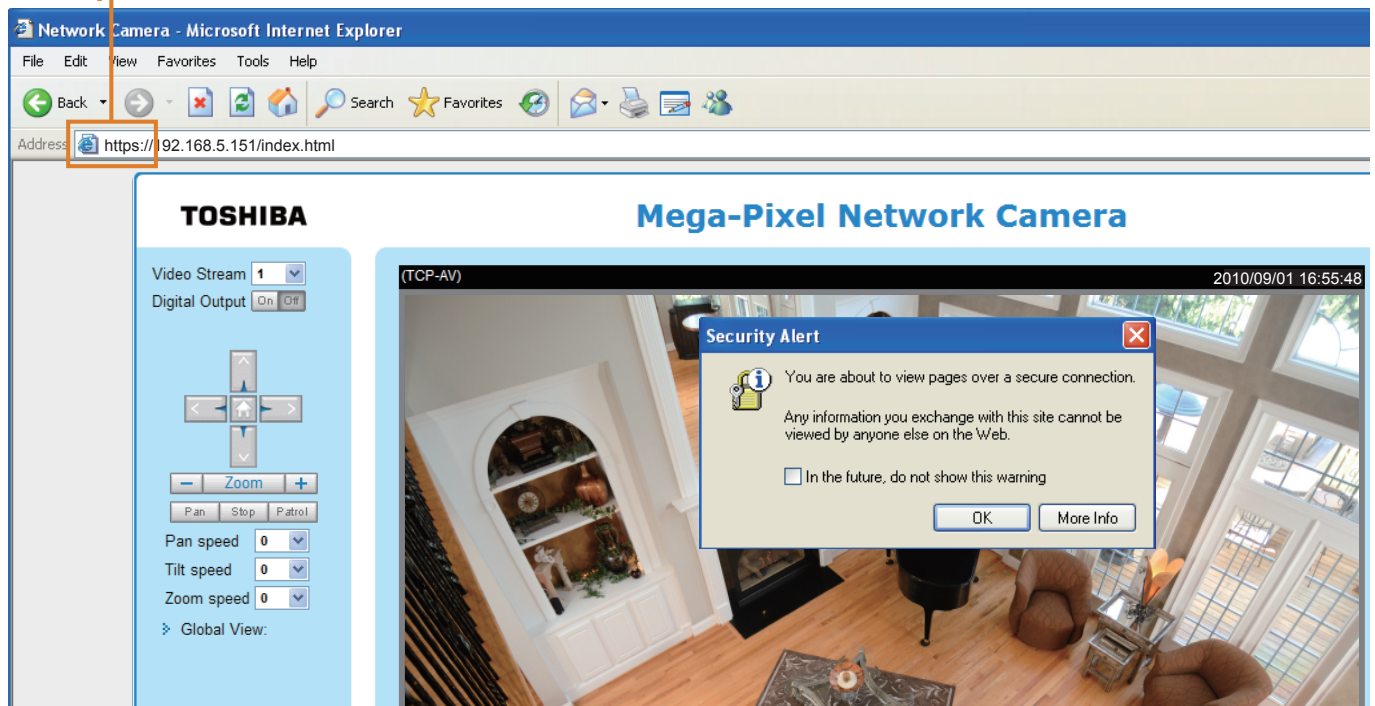 Network Camera - Microsoft Internet Explorer
File Edit View Favorites Tools Help
Back Search Favorites
Address https://192.168.5.151/index.html
TOSHIBA
Mega-Pixel Network Camera
Video Stream 1
Digital Output On Off
(TCP-AV) 2010/09/01 16:55:48
Security Alert
You are about to view pages over a secure connection.
Any information you exchange with this site cannot be
viewed by anyone else on the Web.
In the future, do not show this warning
OK More Info
Zoom
Pan Stop Patrol
Pan speed 0
Tilt speed 0
Zoom speed 0
Global View: